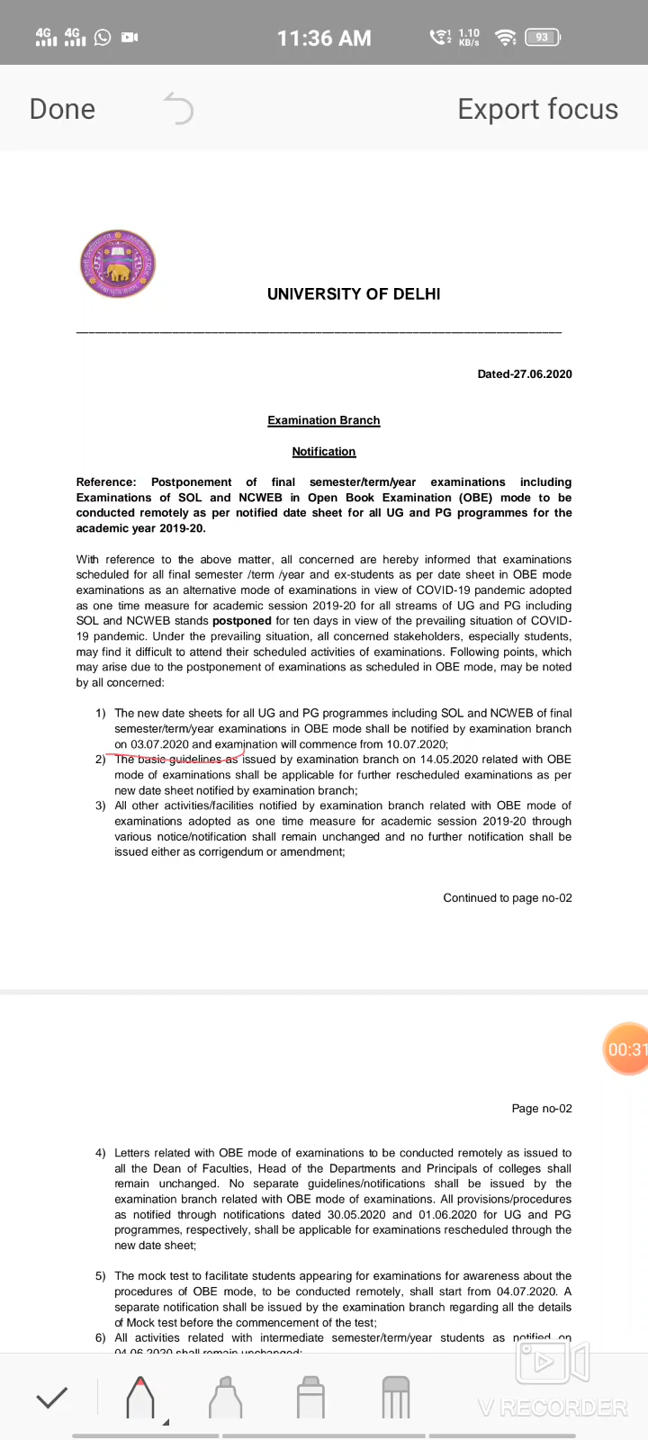 4G 4G 11:36 AM 1.10 KB/s 93
Done Export focus
UNIVERSITY OF DELHI
Dated-27.06.2020
Examination Branch
Notification
Reference: Postponement of final semester/term/year examinations including
Examinations of SOL and NCWEB in Open Book Examination (OBE) mode to be
conducted remotely as per notified date sheet for all UG and PG programmes for the
academic year 2019-20.
With reference to the above matter, all concerned are hereby informed that examinations
scheduled for all final semester /term /year and ex-students as per date sheet in OBE mode
examinations as an alternative mode of examinations in view of COVID-19 pandemic adopted
as one time measure for academic session 2019-20 for all streams of UG and PG including
SOL and NCWEB stands postponed for ten days in view of the prevailing situation of COVID-
19 pandemic. Under the prevailing situation, all concerned stakeholders, especially students,
may find it difficult to attend their scheduled activities of examinations. Following points, which
may arise due to the postponement of examinations as scheduled in OBE mode, may be noted
by all concerned:
1) The new date sheets for all UG and PG programmes including SOL and NCWEB of final
semester/term/year examinations in OBE mode shall be notified by examination branch
on 03.07.2020 and examination will commence from 10.07.2020;
2) The basic guidelines as issued by examination branch on 14.05.2020 related with OBE
mode of examinations shall be applicable for further rescheduled examinations as per
new date sheet notified by examination branch;
3) All other activities/facilities notified by examination branch related with OBE mode of
examinations adopted as one time measure for academic session 2019-20 through
various notice/notification shall remain unchanged and no further notification shall be
issued either as corrigendum or amendment;
Continued to page no-02
00:31
Page no-02
4) Letters related with OBE mode of examinations to be conducted remotely as issued to
all the Dean of Faculties, Head of the Departments and Principals of colleges shall
remain unchanged. No separate guidelines/notifications shall be issued by the
examination branch related with OBE mode of examinations. All provisions/procedures
as notified through notifications dated 30.05.2020 and 01.06.2020 for UG and PG
programmes, respectively, shall be applicable for examinations rescheduled through the
new date sheet;
5) The mock test to facilitate students appearing for examinations for awareness about the
procedures of OBE mode, to be conducted remotely, shall start from 04.07.2020. A
separate notification shall be issued by the examination branch regarding all the details
of Mock test before the commencement of the test;
6) All activities related with intermediate semester/term/year students as notified on
04.06.2020 shall remain unchanged;
V RECORDER